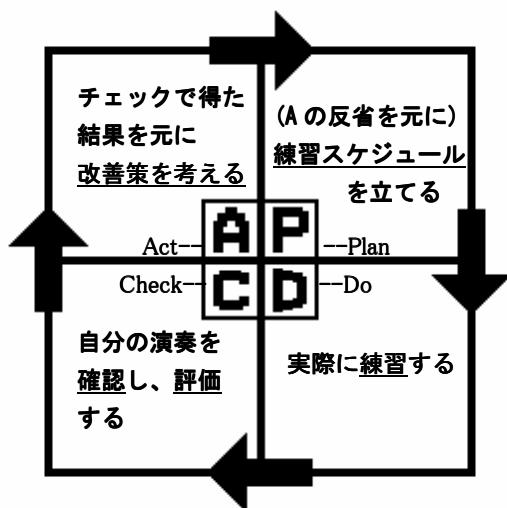 チェックで得た
結果を元に
改善策を考える
(Aの反省を元に)
練習スケジュール
を立てる
A P
Act-- --Plan
Check-- --Do
C D
自分の演奏を
確認し、評価
する
実際に練習する